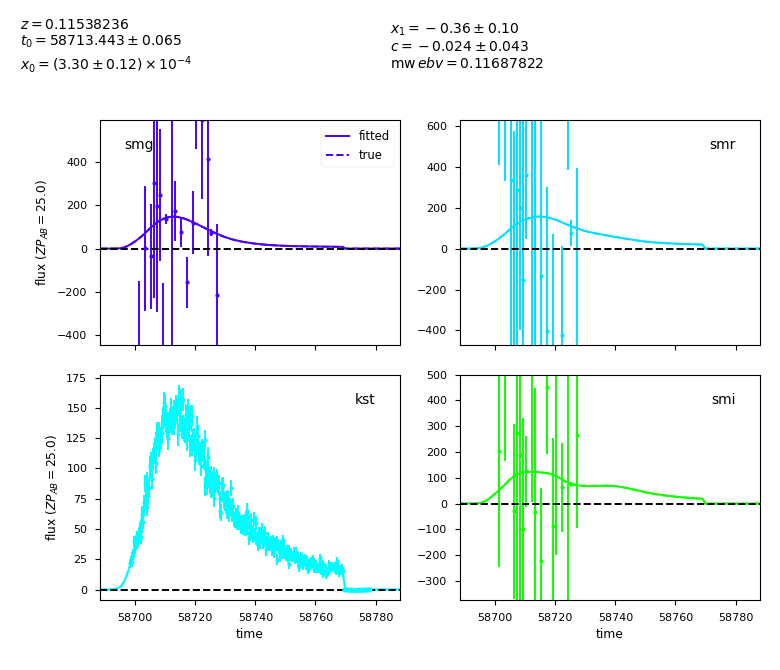 z = 0.11538236
t₀ = 58713.443 ± 0.065
x₀ = (3.30 ± 0.12) × 10⁻⁴
x₁ = −0.36 ± 0.10
c = −0.024 ± 0.043
mw ebv = 0.11687822
smg
fitted
true
400
200
0
−200
−400
flux (ZP_AB = 25.0)
smr
600
400
200
0
−200
−400
kst
175
150
125
100
75
50
25
0
flux (ZP_AB = 25.0)
58700 58720 58740 58760 58780
time
smi
500
400
300
200
100
0
−100
−200
−300
58700 58720 58740 58760 58780
time